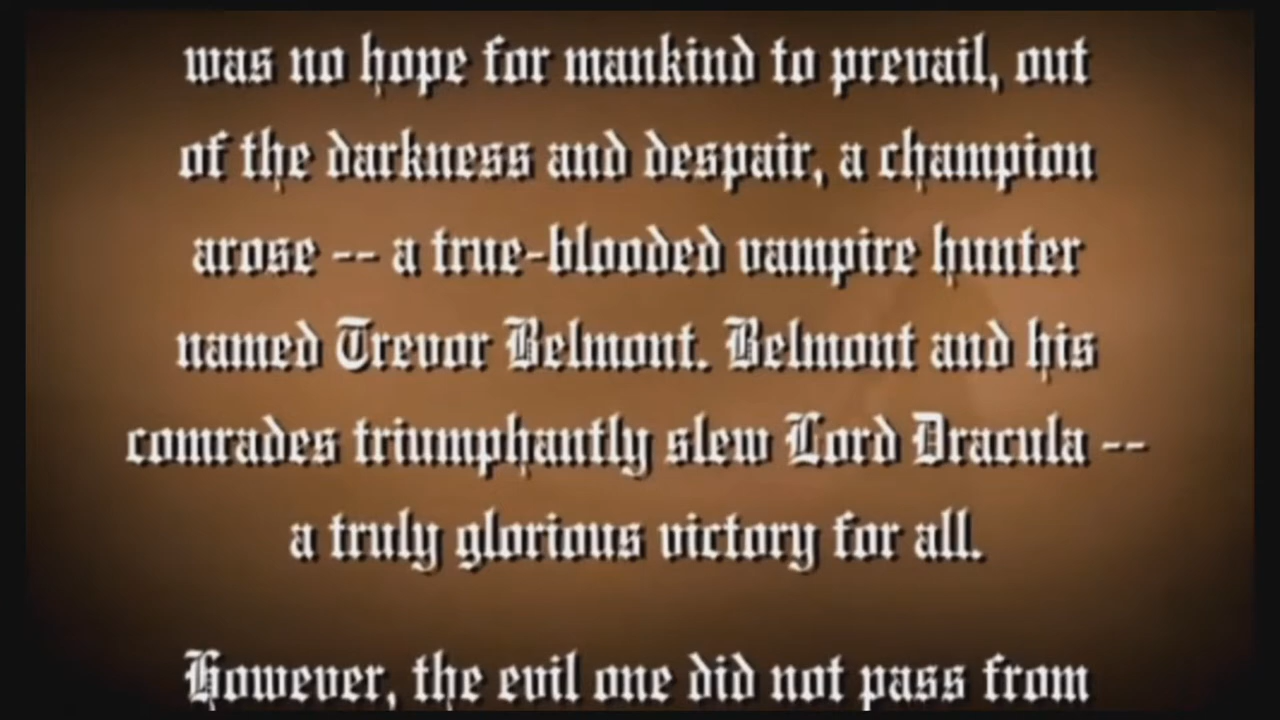 was no hope for mankind to prevail, out
of the darkness and despair, a champion
arose -- a true-blooded vampire hunter
named Trevor Belmont. Belmont and his
comrades triumphantly slew Lord Dracula --
a truly glorious victory for all.
However, the evil one did not pass from